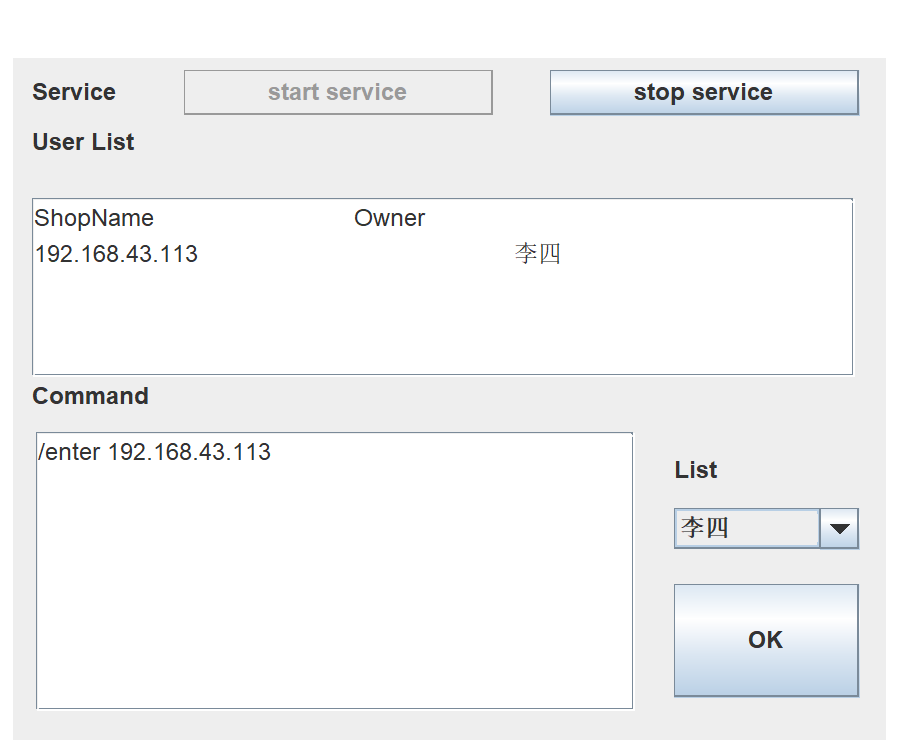 Service start service stop service
User List
ShopName Owner
192.168.43.113 李四
Command
/enter 192.168.43.113
List
李四
OK